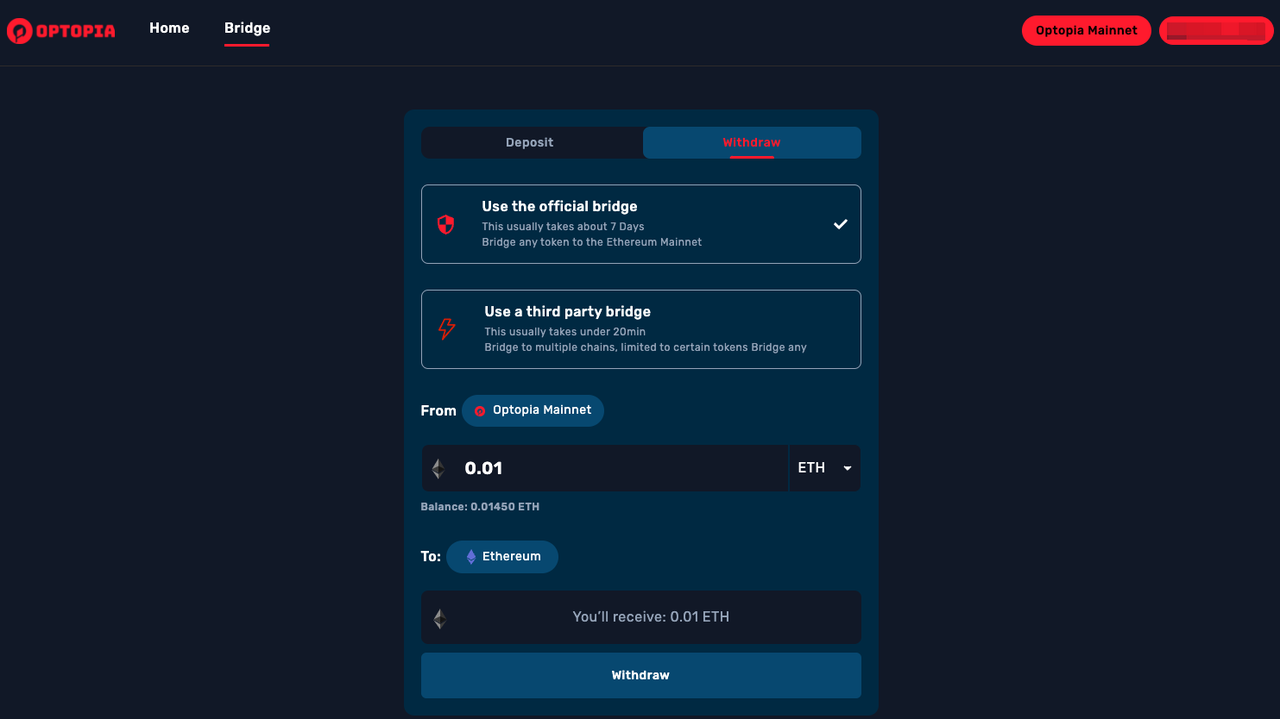 OPTOPIA
Home
Bridge
Optopia Mainnet
Deposit
Withdraw
Use the official bridge
This usually takes about 7 Days
Bridge any token to the Ethereum Mainnet
Use a third party bridge
This usually takes under 20min
Bridge to multiple chains, limited to certain tokens Bridge any
From
Optopia Mainnet
0.01
ETH
Balance: 0.01450 ETH
To:
Ethereum
You’ll receive: 0.01 ETH
Withdraw